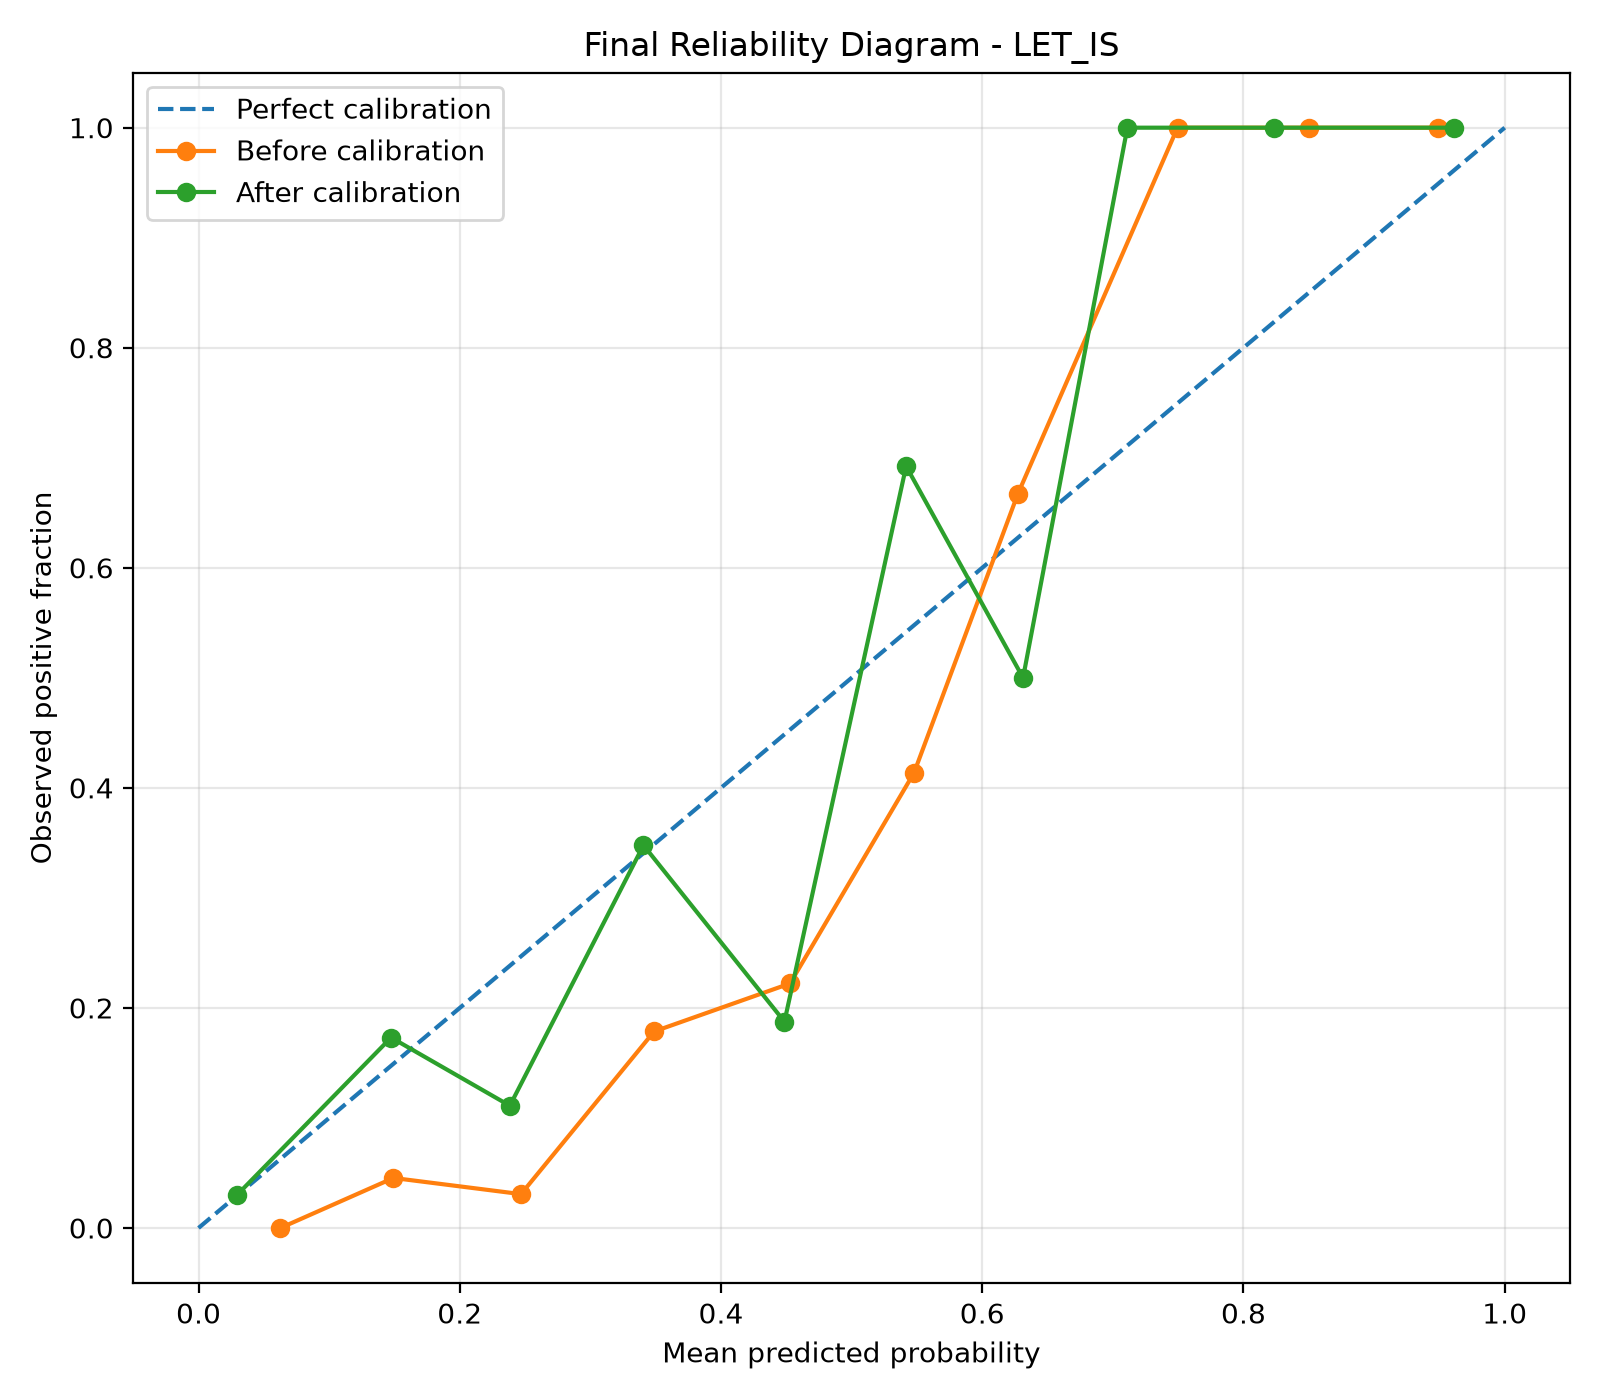 Final Reliability Diagram - LET_IS
Perfect calibration
Before calibration
After calibration
1.0
0.8
0.6
0.4
0.2
0.0
Observed positive fraction
0.0 0.2 0.4 0.6 0.8 1.0
Mean predicted probability